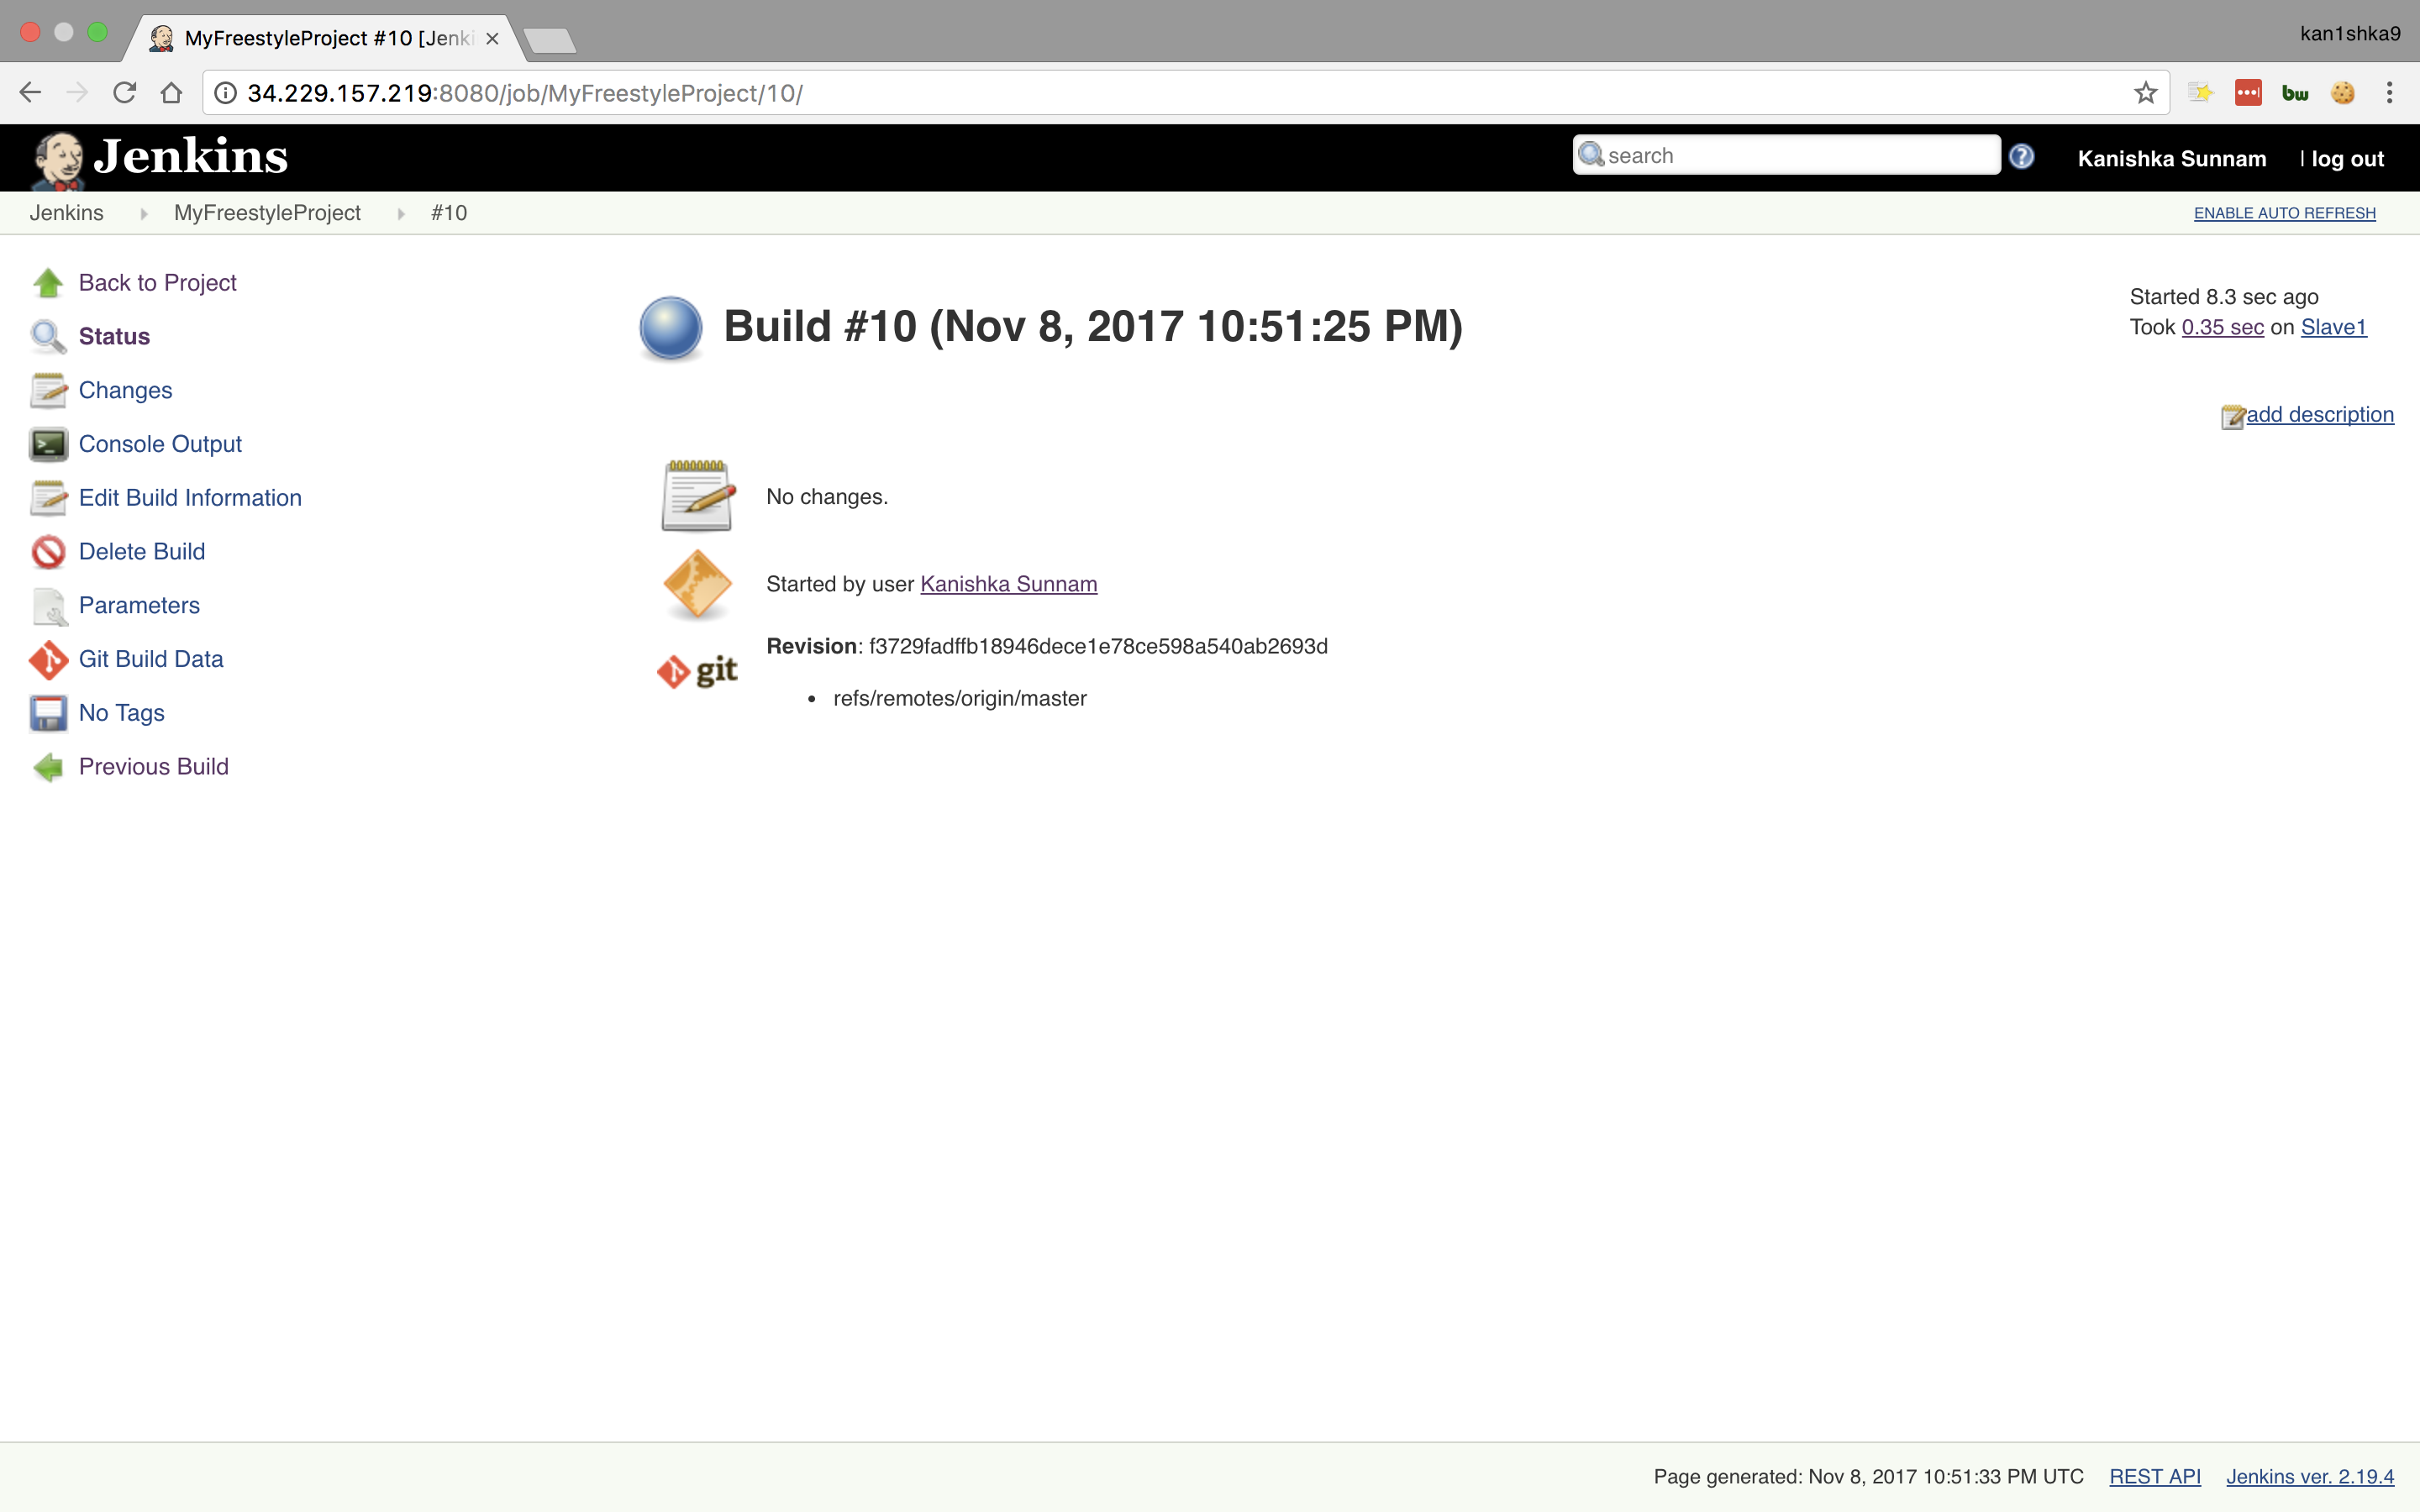 MyFreestyleProject #10 [Jenki
kan1shka9
34.229.157.219:8080/job/MyFreestyleProject/10/
bw
Jenkins
search
Kanishka Sunnam | log out
Jenkins MyFreestyleProject #10
ENABLE AUTO REFRESH
Back to Project
Status
Changes
Console Output
Edit Build Information
Delete Build
Parameters
Git Build Data
No Tags
Previous Build
Build #10 (Nov 8, 2017 10:51:25 PM)
Started 8.3 sec ago
Took 0.35 sec on Slave1
add description
No changes.
Started by user Kanishka Sunnam
git
Revision: f3729fadffb18946dece1e78ce598a540ab2693d
• refs/remotes/origin/master
Page generated: Nov 8, 2017 10:51:33 PM UTC REST API Jenkins ver. 2.19.4